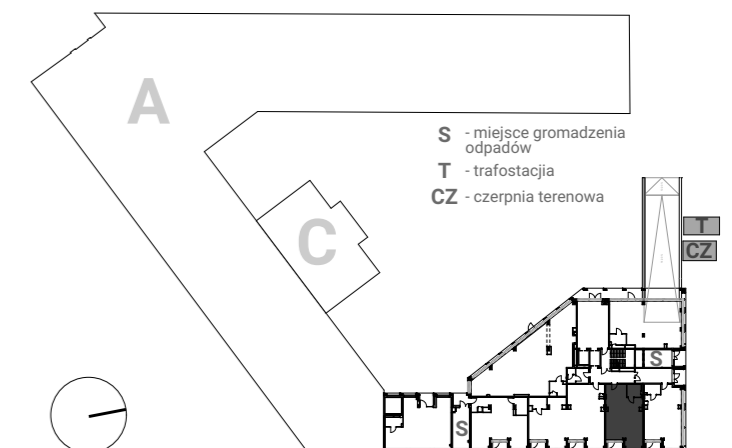 A
S - miejsce gromadzenia
odpadów
T - trafostacjia
CZ - czerpnia terenowa
C
T
CZ
S
S